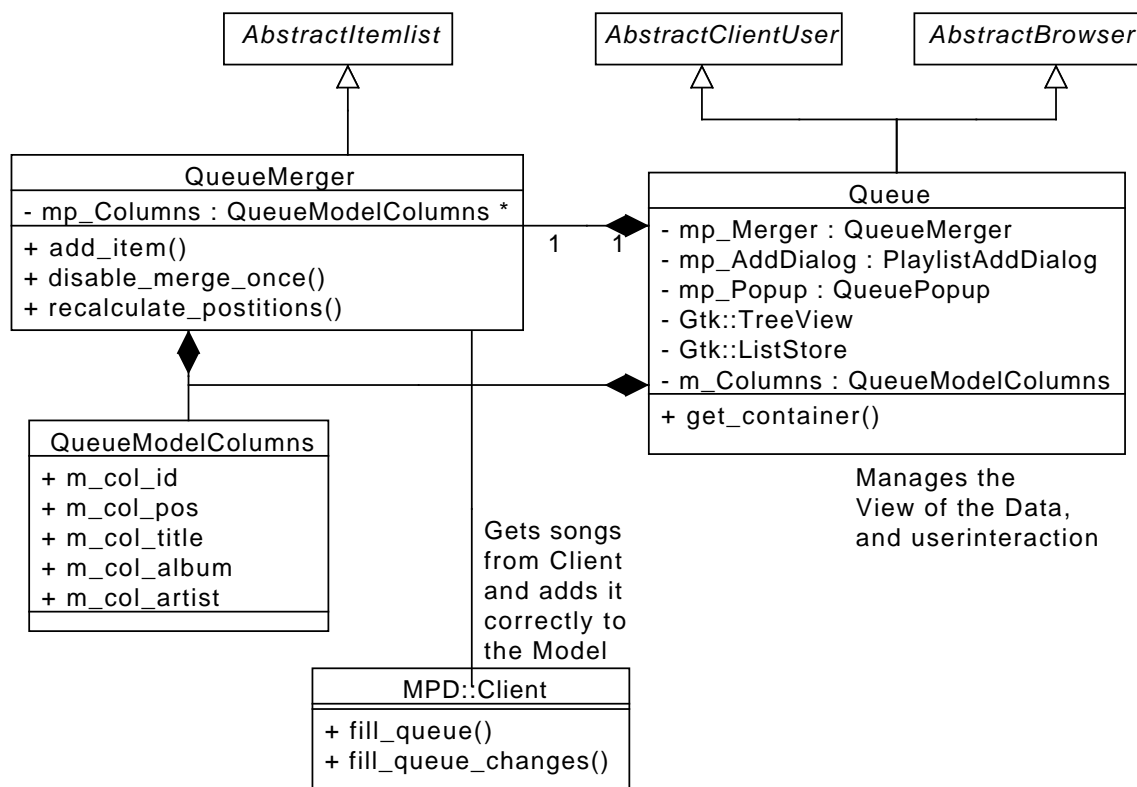 AbstractItemlist
AbstractClientUser
AbstractBrowser
QueueMerger
- mp_Columns : QueueModelColumns *
+ add_item()
+ disable_merge_once()
+ recalculate_postitions()
1
1
Queue
- mp_Merger : QueueMerger
- mp_AddDialog : PlaylistAddDialog
- mp_Popup : QueuePopup
- Gtk::TreeView
- Gtk::ListStore
- m_Columns : QueueModelColumns
+ get_container()
QueueModelColumns
+ m_col_id
+ m_col_pos
+ m_col_title
+ m_col_album
+ m_col_artist
Manages the
View of the Data,
and userinteraction
Gets songs
from Client
and adds it
correctly to
the Model
MPD::Client
+ fill_queue()
+ fill_queue_changes()